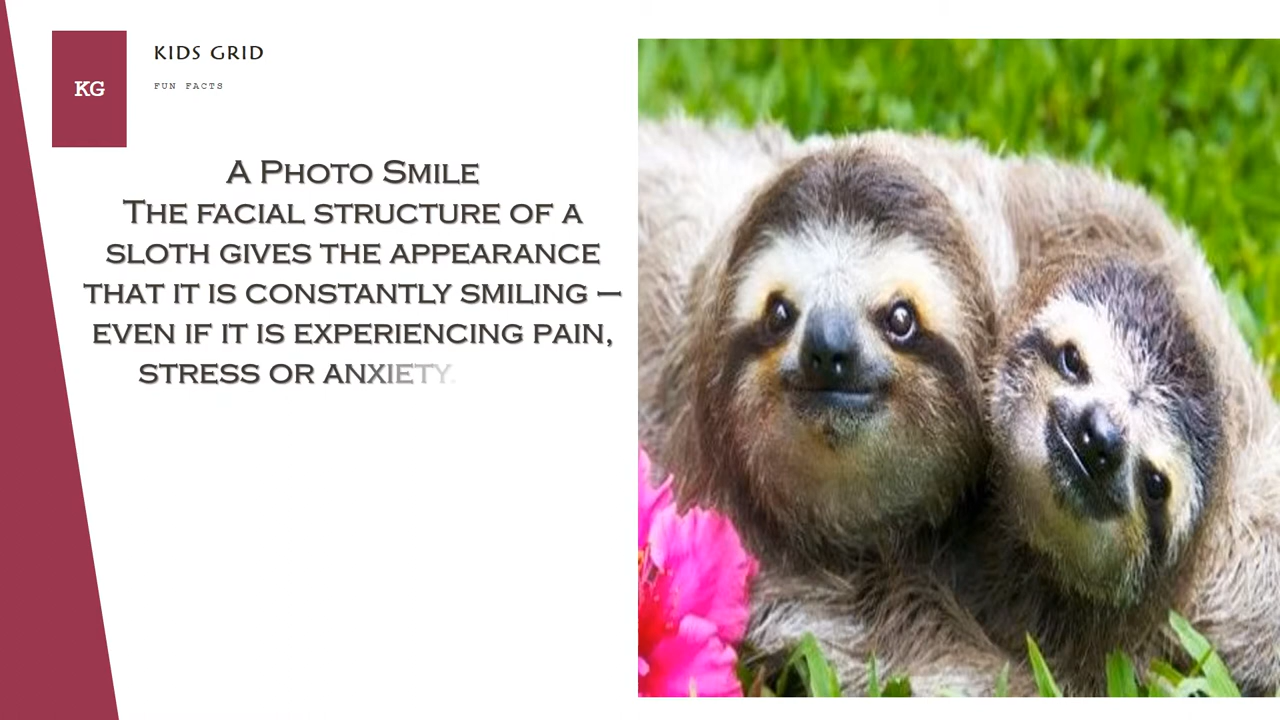 KG
KIDS GRID
FUN FACTS
A PHOTO SMILE
THE FACIAL STRUCTURE OF A
SLOTH GIVES THE APPEARANCE
THAT IT IS CONSTANTLY SMILING –
EVEN IF IT IS EXPERIENCING PAIN,
STRESS OR ANXIETY.